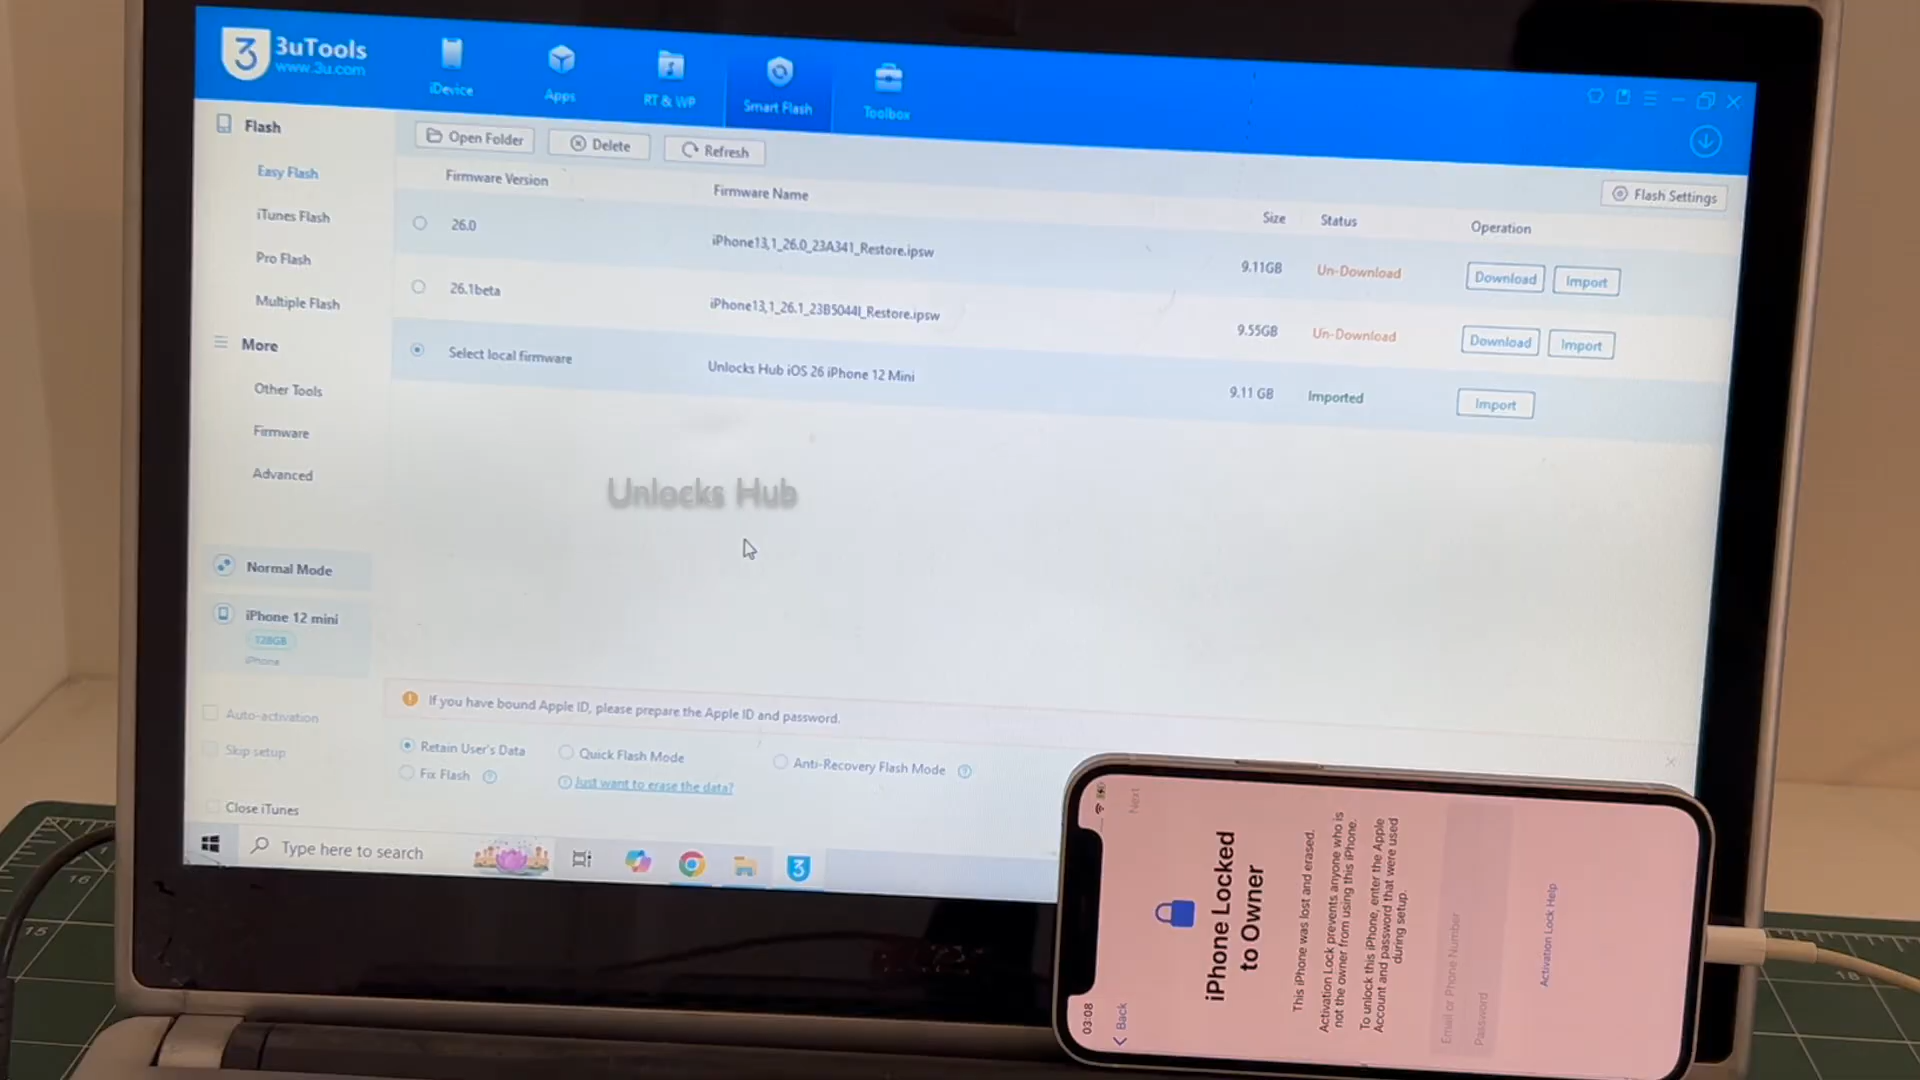 3 3uTools
www.3u.com
iDevice
Apps
RT & WP
Smart Flash
Toolbox
Flash
Easy Flash
iTunes Flash
Pro Flash
Multiple Flash
More
Other Tools
Firmware
Advanced
Normal Mode
iPhone 12 mini
128GB
iPhone
Auto-activation
Skip setup
Close iTunes
Open Folder Delete Refresh
Flash Settings
Firmware Version Firmware Name Size Status Operation
26.0 iPhone13,1_26.0_23A341_Restore.ipsw 9.11GB Un-Download Download Import
26.1beta iPhone13,1_26.1_23B5044l_Restore.ipsw 9.55GB Un-Download Download Import
Select local firmware Unlocks Hub iOS 26 iPhone 12 Mini 9.11 GB Imported Import
Unlocks Hub
If you have bound Apple ID, please prepare the Apple ID and password.
Retain User's Data Quick Flash Mode Anti-Recovery Flash Mode
Fix Flash Just want to erase the data?
Type here to search
3
03:08
Back
Next
iPhone Locked
to Owner
This iPhone was lost and erased.
Activation Lock prevents anyone who is
not the owner from using this iPhone.
To unlock this iPhone, enter the Apple
Account and password that were used
during setup.
Email or Phone Number
Password
Activation Lock Help
15
16
18